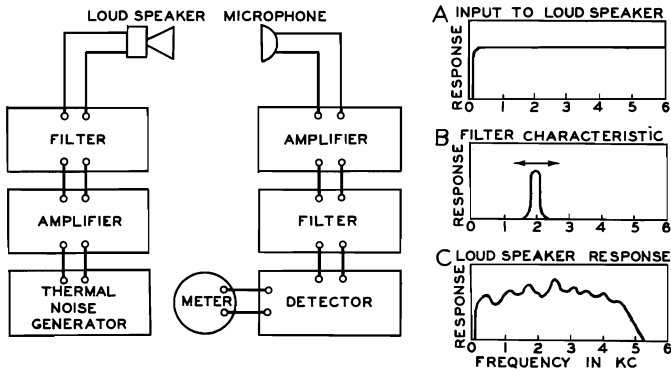 LOUD SPEAKER
MICROPHONE
FILTER
AMPLIFIER
THERMAL
NOISE
GENERATOR
AMPLIFIER
FILTER
DETECTOR
METER
A INPUT TO LOUD SPEAKER
RESPONSE
0 1 2 3 4 5 6
B FILTER CHARACTERISTIC
RESPONSE
0 1 2 3 4 5 6
C LOUD SPEAKER RESPONSE
RESPONSE
0 1 2 3 4 5 6
FREQUENCY IN KC